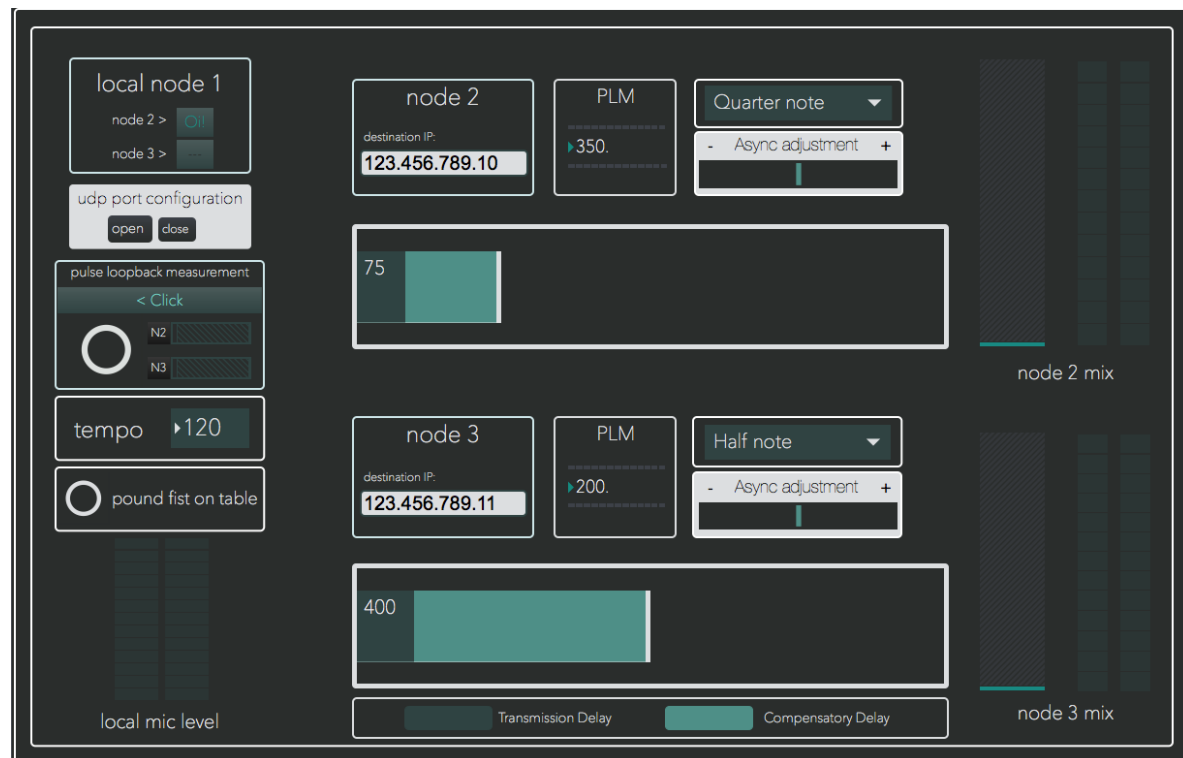 local node 1
node 2 > Oil
node 3 > ---
udp port configuration
open close
pulse loopback measurement
< Click
N2
N3
tempo 120
pound fist on table
local mic level
node 2
destination IP:
123.456.789.10
PLM
350.
Quarter note
- Async adjustment +
75
node 2 mix
node 3
destination IP:
123.456.789.11
PLM
200.
Half note
- Async adjustment +
400
Transmission Delay
Compensatory Delay
node 3 mix